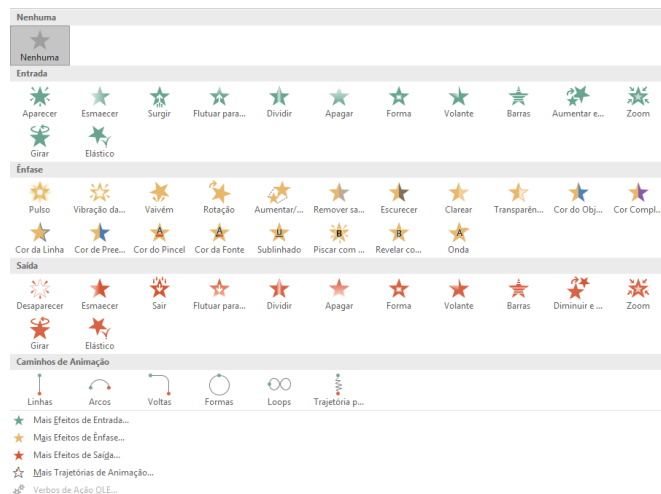 Nenhuma
Nenhuma
Entrada
Aparecer Esmaecer Surgir Flutuar para... Dividir Apagar Forma Volante Barras Aumentar e... Zoom
Girar Elástico
Ênfase
Pulso Vibração da... Vaivém Rotação Aumentar/... Remover sa... Escurecer Clarear Transparên... Cor do Obj... Cor Compl...
Cor da Linha Cor de Pree... Cor do Pincel Cor da Fonte Sublinhado Piscar com ... Revelar co... Onda
Saída
Desaparecer Esmaecer Sair Flutuar para... Dividir Apagar Forma Volante Barras Diminuir e ... Zoom
Girar Elástico
Caminhos de Animação
Linhas Arcos Voltas Formas Loops Trajetória p...
Mais Efeitos de Entrada...
Mais Efeitos de Ênfase...
Mais Efeitos de Saída...
Mais Trajetórias de Animação...
Verbos de Ação OLE...